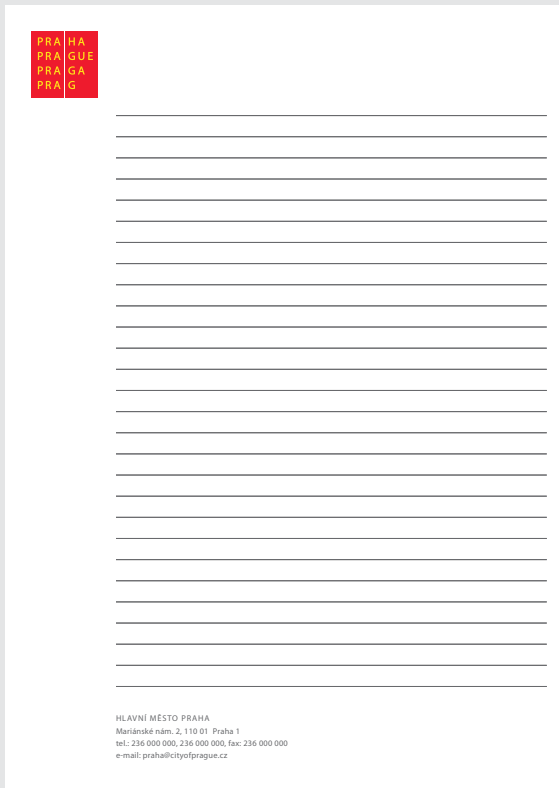 PRA HA
PRA GUE
PRA GA
PRA G
HLAVNÍ MĚSTO PRAHA
Mariánské nám. 2, 110 01 Praha 1
tel.: 236 000 000, 236 000 000, fax: 236 000 000
e-mail: praha@cityofprague.cz